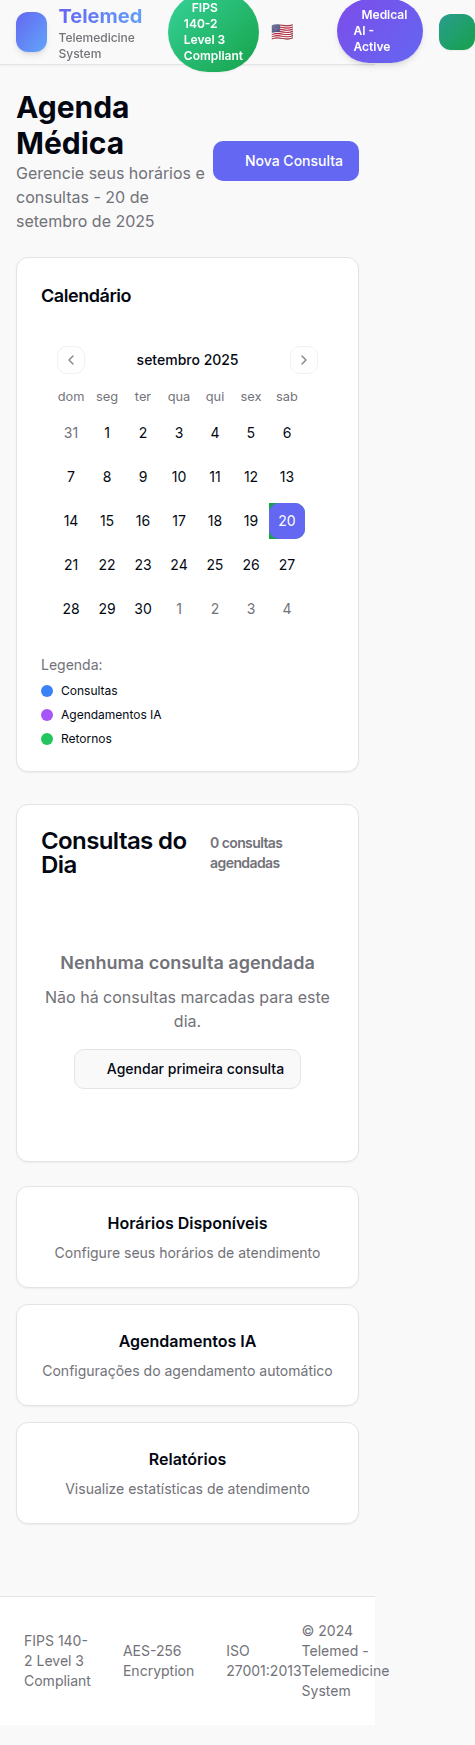 Telemed
Telemedicine
System
FIPS
140-2
Level 3
Compliant
Medical
AI -
Active
Agenda
Médica
Gerencie seus horários e
consultas - 20 de
setembro de 2025
Nova Consulta
Calendário
setembro 2025
dom seg ter qua qui sex sab
31 1 2 3 4 5 6
7 8 9 10 11 12 13
14 15 16 17 18 19 20
21 22 23 24 25 26 27
28 29 30 1 2 3 4
Legenda:
Consultas
Agendamentos IA
Retornos
Consultas do
Dia
0 consultas
agendadas
Nenhuma consulta agendada
Não há consultas marcadas para este
dia.
Agendar primeira consulta
Horários Disponíveis
Configure seus horários de atendimento
Agendamentos IA
Configurações do agendamento automático
Relatórios
Visualize estatísticas de atendimento
FIPS 140-
2 Level 3
Compliant
AES-256
Encryption
ISO
27001:2013
© 2024
Telemed -
Telemedicine
System